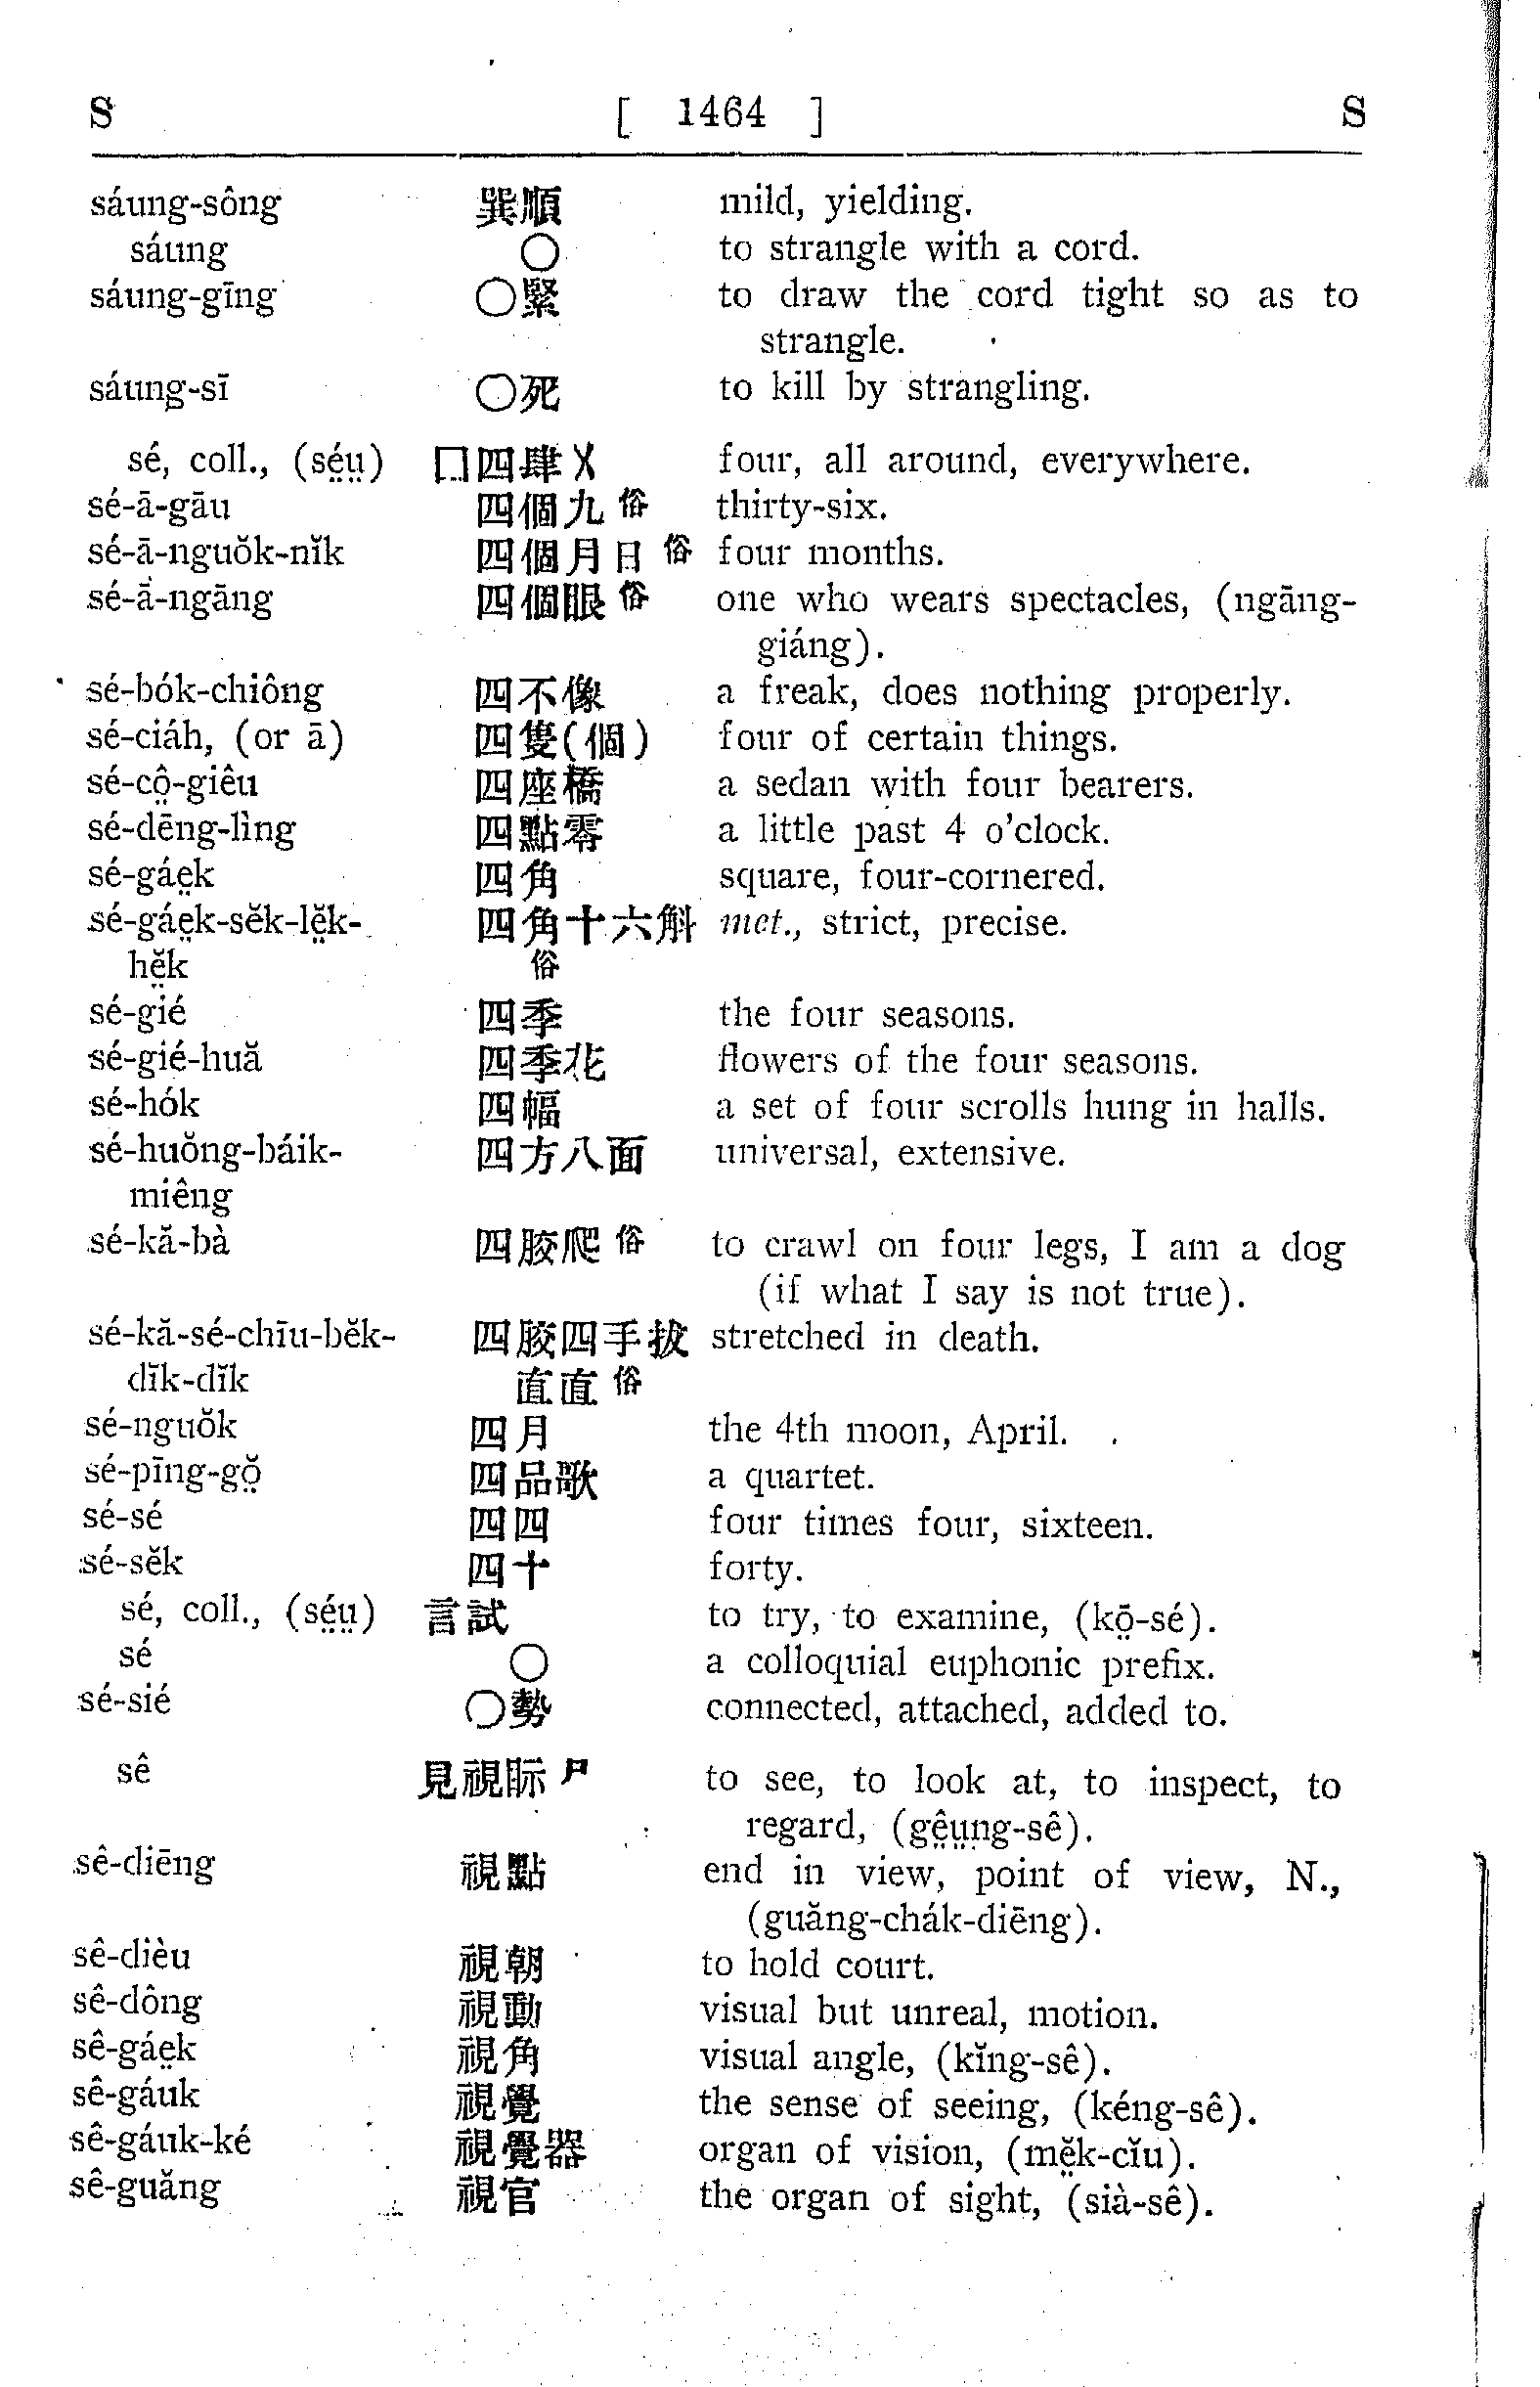 S [ 1464 ] S
sáung-sông 巽順 mild, yielding.
sáung ○ to strangle with a cord.
sáung-gīng ○緊 to draw the cord tight so as to
strangle.
sáung-sī ○死 to kill by strangling.
sé, coll., (sé̤ṳ) 囗四肆〤 four, all around, everywhere.
sé-ā-gāu 四個九俗 thirty-six.
sé-ā-nguŏk-nĭk 四個月日俗 four months.
sé-ā-ngāng 四個眼俗 one who wears spectacles, (ngāng-
giáng).
sé-bók-chiông 四不像 a freak, does nothing properly.
sé-ciáh, (or ā) 四隻(個) four of certain things.
sé-cô̤-giêu 四座橋 a sedan with four bearers.
sé-dēng-lìng 四點零 a little past 4 o'clock.
sé-gáe̤k 四角 square, four-cornered.
sé-gáe̤k-sĕk-lĕ̤k- 四角十六斛 met., strict, precise.
hĕ̤k 俗
sé-gié 四季 the four seasons.
sé-gié-huă 四季花 flowers of the four seasons.
sé-hók 四幅 a set of four scrolls hung in halls.
sé-huŏng-báik- 四方八面 universal, extensive.
miêng
sé-kă-bà 四骹爬俗 to crawl on four legs, I am a dog
(if what I say is not true).
sé-kă-sé-chīu-bĕk- 四骹四手拔 stretched in death.
dĭk-dĭk 直直俗
sé-nguŏk 四月 the 4th moon, April.
sé-pīng-gŏ̤ 四品歌 a quartet.
sé-sé 四四 four times four, sixteen.
sé-sĕk 四十 forty.
sé, coll., (sé̤ṳ) 言試 to try, to examine, (kō̤-sé).
sé ○ a colloquial euphonic prefix.
sé-sié ○勢 connected, attached, added to.
sê 見視眎 to see, to look at, to inspect, to
regard, (gê̤ṳng-sê).
sê-diēng 視點 end in view, point of view, N.,
(guăng-chák-diēng).
sê-dièu 視朝 to hold court.
sê-dông 視動 visual but unreal, motion.
sê-gáe̤k 視角 visual angle, (kĭng-sê).
sê-gáuk 視覺 the sense of seeing, (kéng-sê).
sê-gáuk-ké 視覺器 organ of vision, (mĕ̤k-cĭu).
sê-guăng 視官 the organ of sight, (sià-sê).